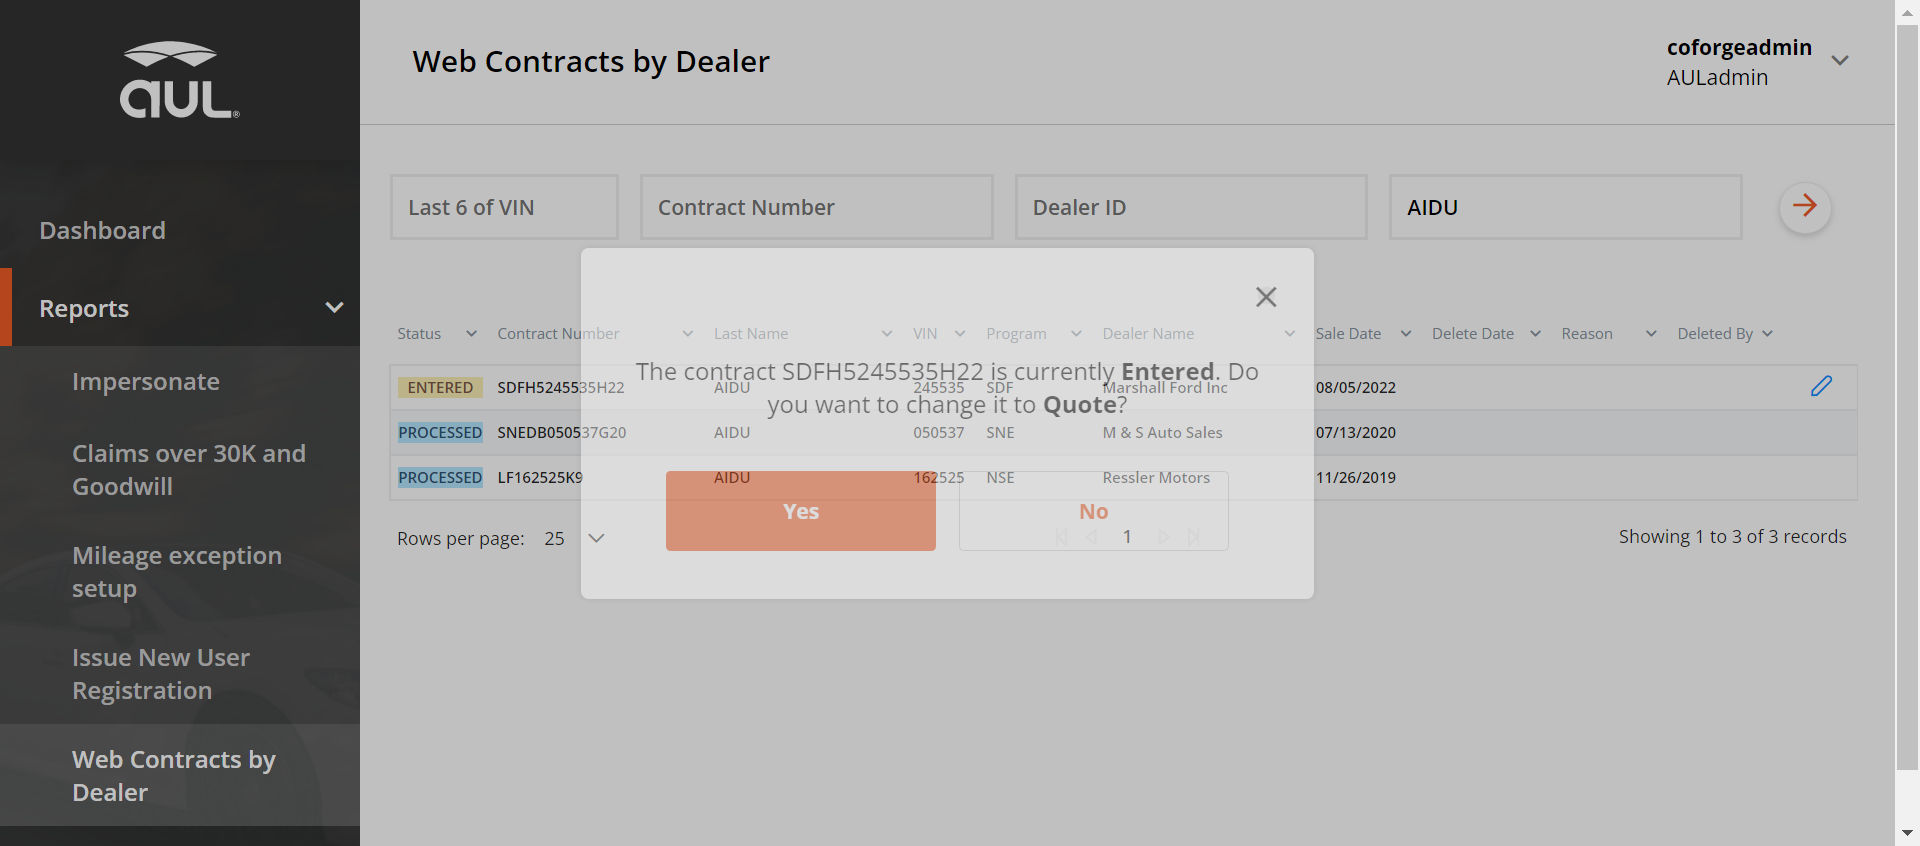 aUL®
Web Contracts by Dealer
coforgeadmin
AULadmin
Dashboard
Reports
Impersonate
Claims over 30K and
Goodwill
Mileage exception
setup
Issue New User
Registration
Web Contracts by
Dealer
Last 6 of VIN
Contract Number
Dealer ID
AIDU
Status Contract Number Last Name VIN Program Dealer Name Sale Date Delete Date Reason Deleted By
ENTERED SDFH5245535H22 AIDU 245535 SDF Marshall Ford Inc 08/05/2022
PROCESSED SNEDB050537G20 AIDU 050537 SNE M & S Auto Sales 07/13/2020
PROCESSED LF162525K9 AIDU 162525 NSE Ressler Motors 11/26/2019
Rows per page: 25
1
Showing 1 to 3 of 3 records
The contract SDFH5245535H22 is currently Entered. Do
you want to change it to Quote?
Yes
No